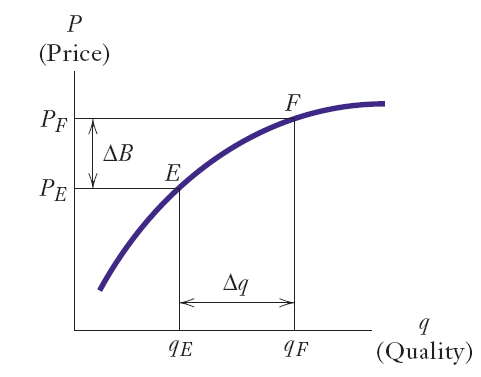 P
(Price)
F
P_F
ΔB
E
P_E
Δq
q
q_E
q_F
(Quality)